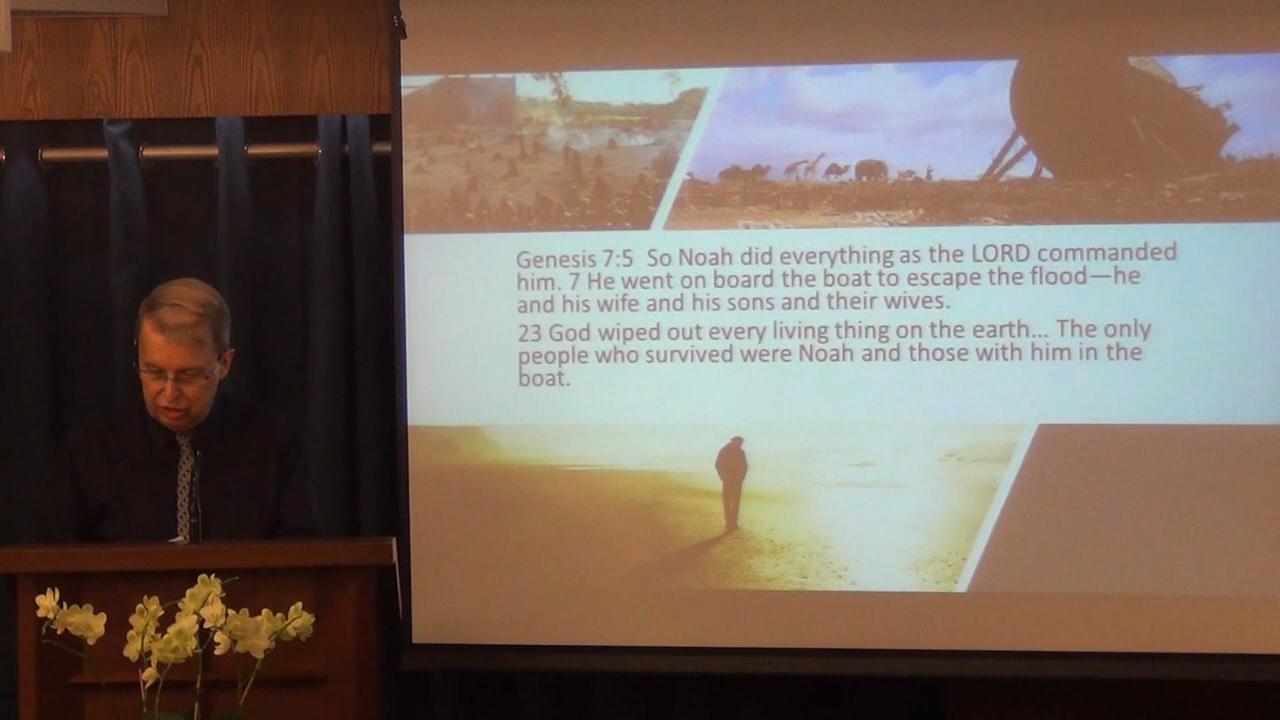 Genesis 7:5 So Noah did everything as the LORD commanded
him. 7 He went on board the boat to escape the flood—he
and his wife and his sons and their wives.
23 God wiped out every living thing on the earth... The only
people who survived were Noah and those with him in the
boat.